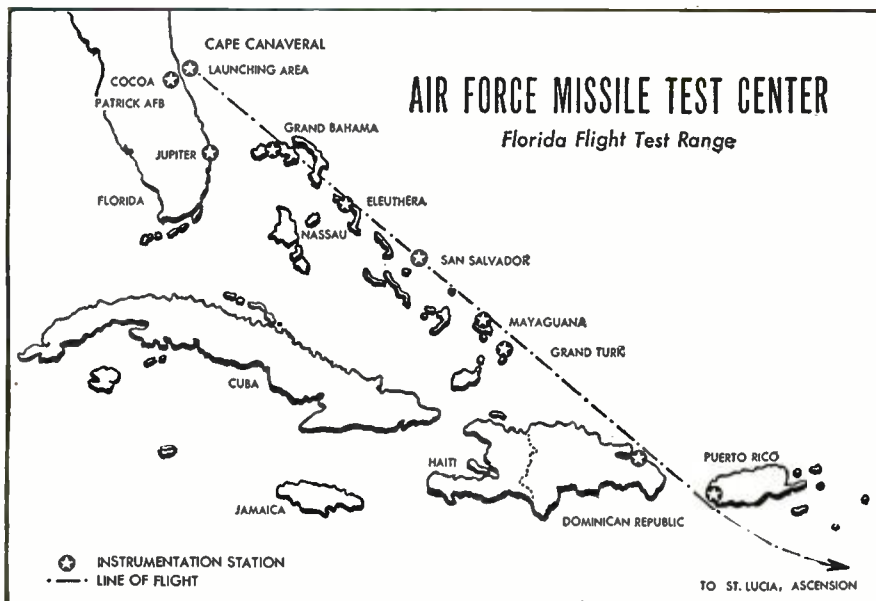 CAPE CANAVERAL
LAUNCHING AREA
COCOA
PATRICK AFB
AIR FORCE MISSILE TEST CENTER
Florida Flight Test Range
GRAND BAHAMA
JUPITER
FLORIDA
ELEUTHERA
NASSAU
SAN SALVADOR
MAYAGUANA
GRAND TURK
CUBA
HAITI
PUERTO RICO
JAMAICA
DOMINICAN REPUBLIC
INSTRUMENTATION STATION
LINE OF FLIGHT
TO ST. LUCIA, ASCENSION